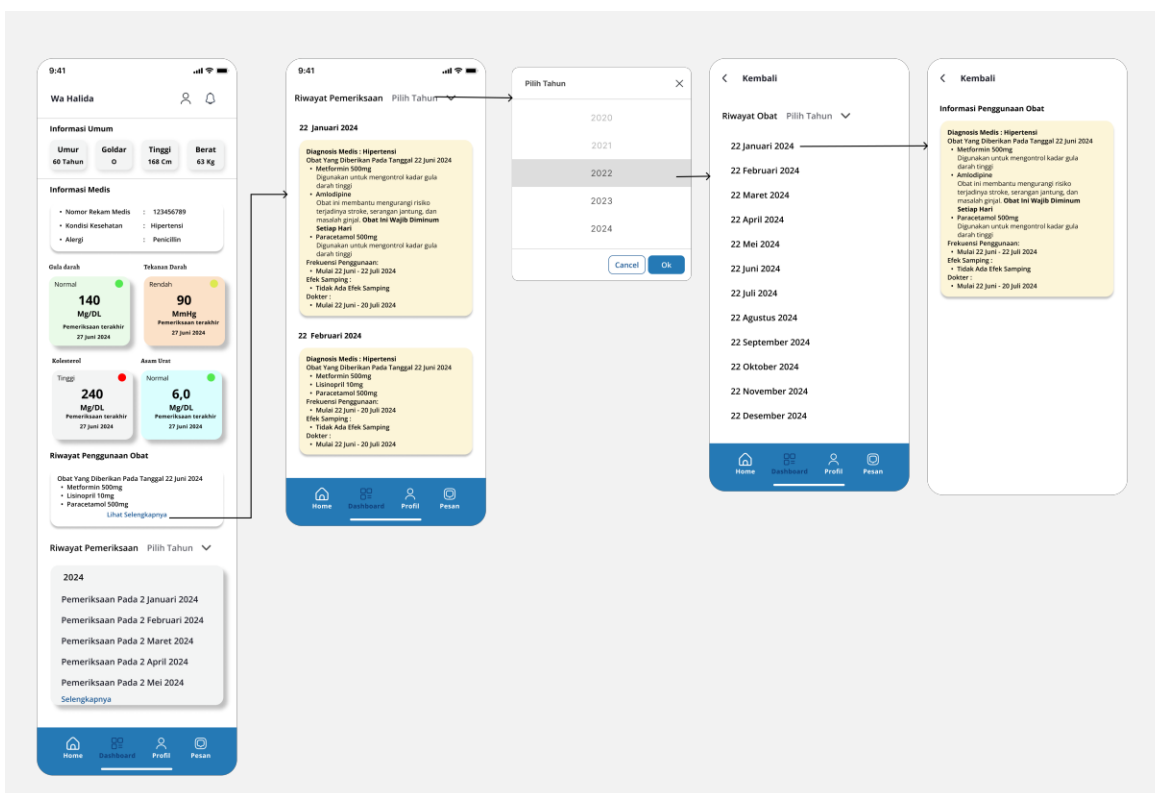 9:41
Wa Halida
Informasi Umum
Umur
60 Tahun
Goldar
O
Tinggi
168 Cm
Berat
63 Kg
Informasi Medis
• Nomor Rekam Medis : 123456789
• Kondisi Kesehatan : Hipertensi
• Alergi : Penicillin
Gula darah
Normal
140
Mg/DL
Pemeriksaan terakhir
27 Juni 2024
Tekanan Darah
Rendah
90
MmHg
Pemeriksaan terakhir
27 Juni 2024
Kolesterol
Tinggi
240
Mg/DL
Pemeriksaan terakhir
27 Juni 2024
Asam Urat
Normal
6,0
Mg/DL
Pemeriksaan terakhir
27 Juni 2024
Riwayat Penggunaan Obat
Obat Yang Diberikan Pada Tanggal 22 Juni 2024
• Metformin 500mg
• Lisinopril 10mg
• Paracetamol 500mg
Lihat Selengkapnya
Riwayat Pemeriksaan Pilih Tahun
2024
Pemeriksaan Pada 2 Januari 2024
Pemeriksaan Pada 2 Februari 2024
Pemeriksaan Pada 2 Maret 2024
Pemeriksaan Pada 2 April 2024
Pemeriksaan Pada 2 Mei 2024
Selengkapnya
Home Dashboard Profil Pesan
9:41
Riwayat Pemeriksaan Pilih Tahun
22 Januari 2024
Diagnosis Medis : Hipertensi
Obat Yang Diberikan Pada Tanggal 22 Juni 2024
• Metformin 500mg
Digunakan untuk mengontrol kadar gula
darah tinggi
• Amlodipine
Obat ini membantu mengurangi risiko
terjadinya stroke, serangan jantung, dan
masalah ginjal. Obat Ini Wajib Diminum
Setiap Hari
• Paracetamol 500mg
Digunakan untuk mengontrol kadar gula
darah tinggi
Frekuensi Penggunaan:
• Mulai 22 Juni - 22 Juli 2024
Efek Samping :
• Tidak Ada Efek Samping
Dokter :
• Mulai 22 Juni - 20 Juli 2024
22 Februari 2024
Diagnosis Medis : Hipertensi
Obat Yang Diberikan Pada Tanggal 22 Juni 2024
• Metformin 500mg
• Lisinopril 10mg
• Paracetamol 500mg
Frekuensi Penggunaan:
• Mulai 22 Juni - 20 Juli 2024
Efek Samping :
• Tidak Ada Efek Samping
Dokter :
• Mulai 22 Juni - 20 Juli 2024
Home Dashboard Profil Pesan
Pilih Tahun
2020
2021
2022
2023
2024
Cancel Ok
Kembali
Riwayat Obat Pilih Tahun
22 Januari 2024
22 Februari 2024
22 Maret 2024
22 April 2024
22 Mei 2024
22 Juni 2024
22 Juli 2024
22 Agustus 2024
22 September 2024
22 Oktober 2024
22 November 2024
22 Desember 2024
Home Dashboard Profil Pesan
Kembali
Informasi Penggunaan Obat
Diagnosis Medis : Hipertensi
Obat Yang Diberikan Pada Tanggal 22 Juni 2024
• Metformin 500mg
Digunakan untuk mengontrol kadar gula
darah tinggi
• Amlodipine
Obat ini membantu mengurangi risiko
terjadinya stroke, serangan jantung, dan
masalah ginjal. Obat Ini Wajib Diminum
Setiap Hari
• Paracetamol 500mg
Digunakan untuk mengontrol kadar gula
darah tinggi
Frekuensi Penggunaan:
• Mulai 22 Juni - 22 Juli 2024
Efek Samping :
• Tidak Ada Efek Samping
Dokter :
• Mulai 22 Juni - 20 Juli 2024